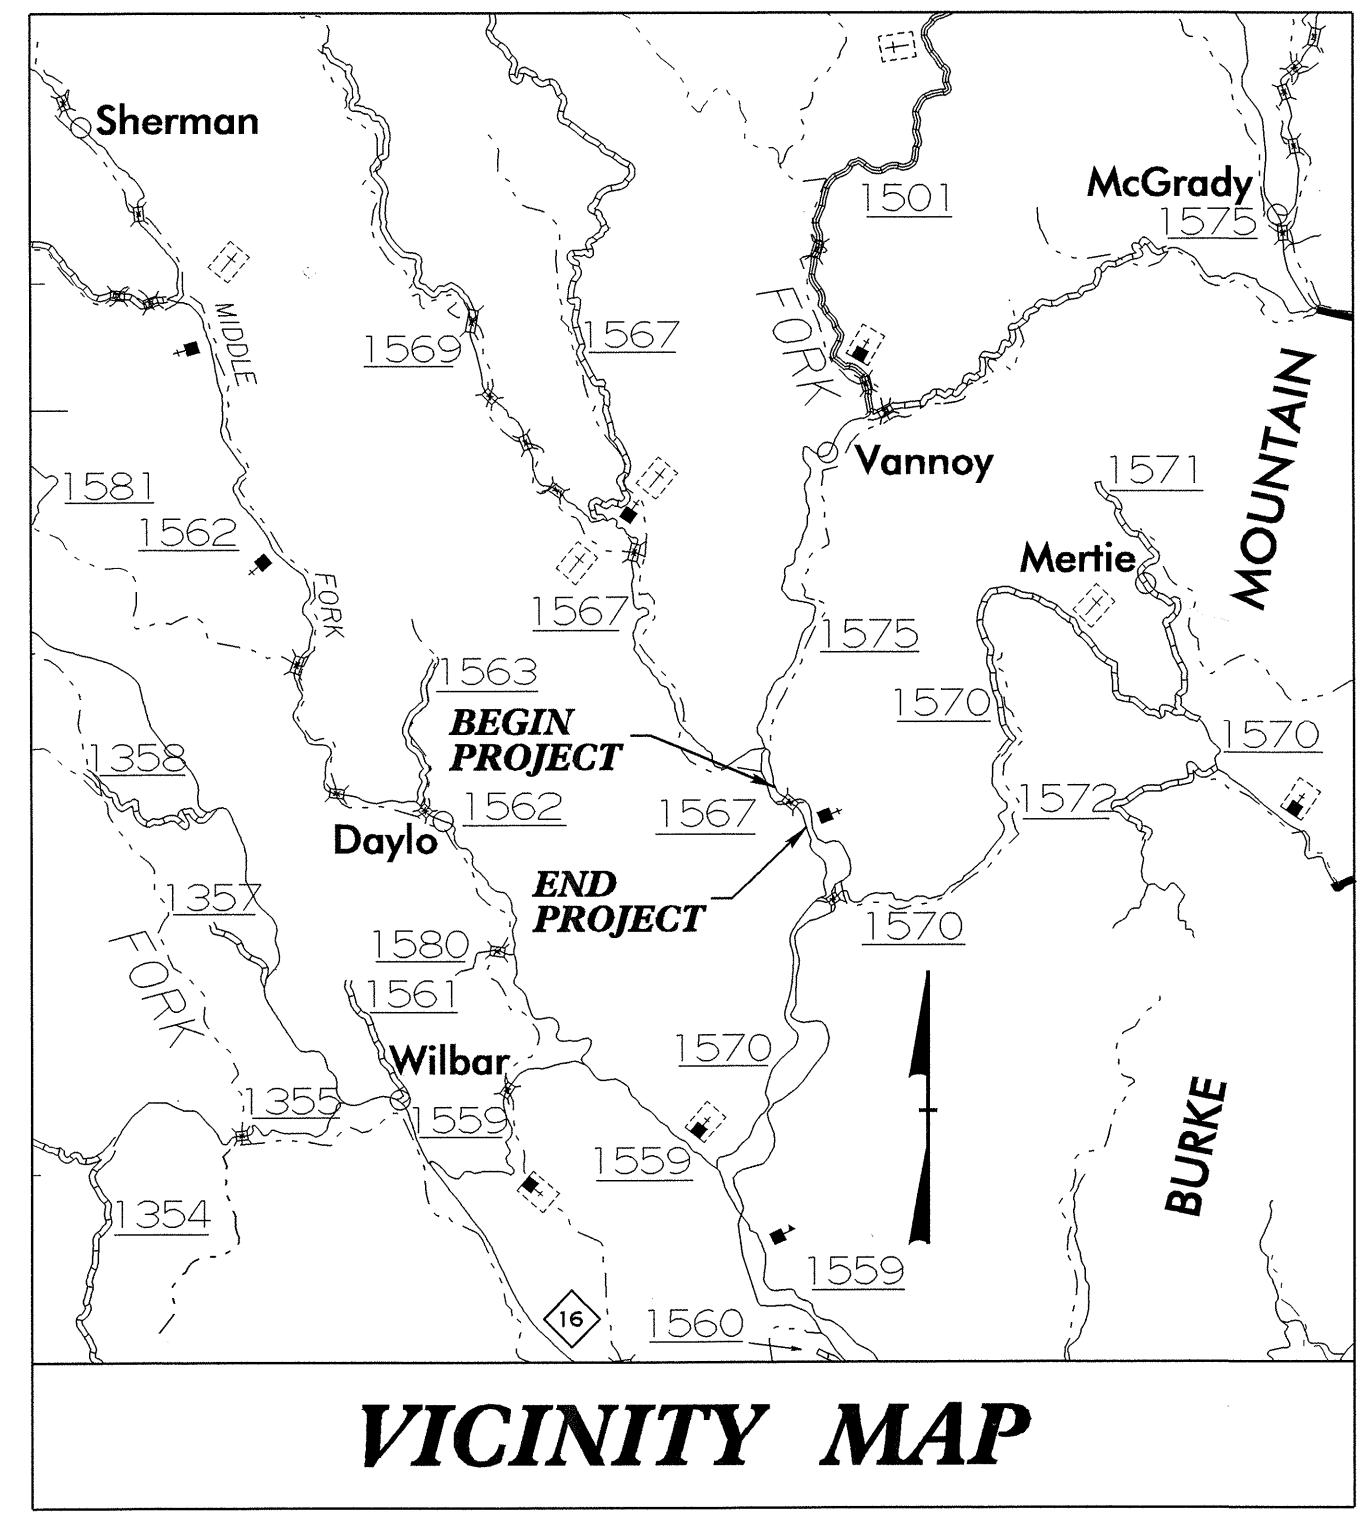 Sherman
McGrady
1501
1575
MIDDLE
FORK
1569
1567
MOUNTAIN
Vannoy
1571
1581
1562
Mertie
FORK
1567
1575
1563
1570
BEGIN
PROJECT
1570
1358
1562
1567
1572
Daylo
END
PROJECT
1357
1570
1580
FORK
1561
1570
Wilbar
1355
1559
BURKE
1559
1354
1559
16
1560
VICINITY MAP